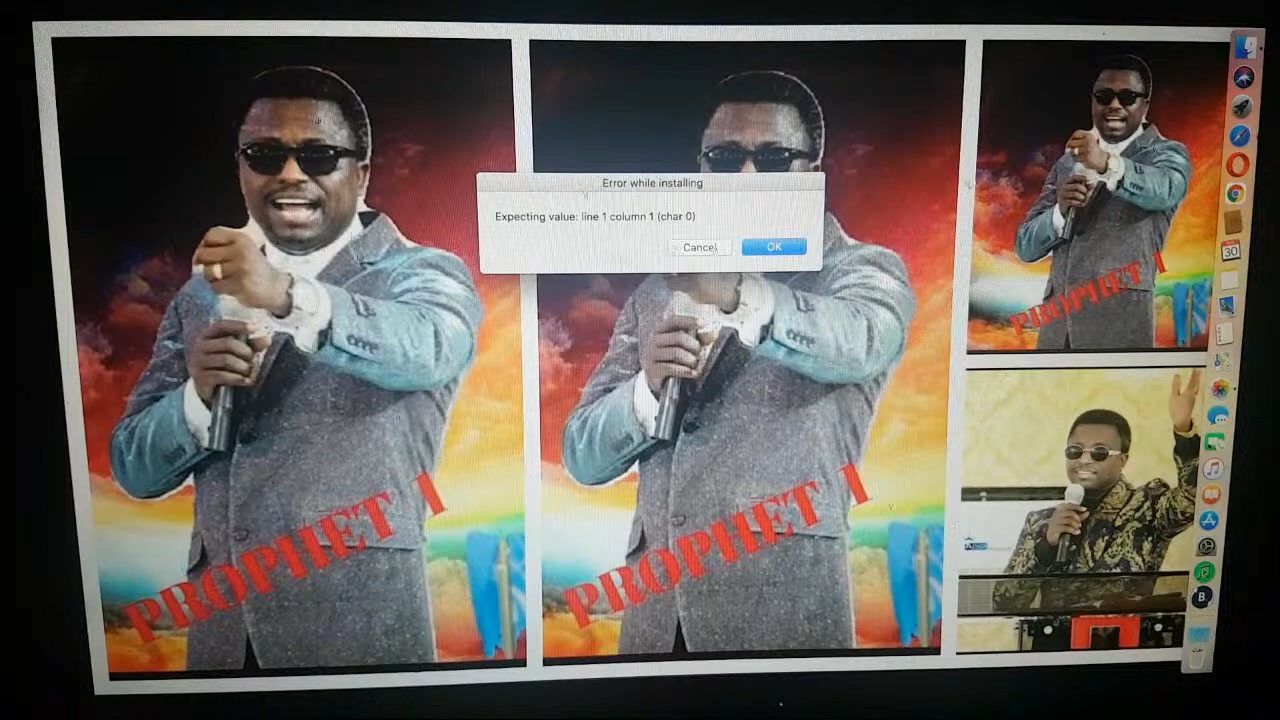 Error while installing
Expecting value: line 1 column 1 (char 0)
Cancel
OK
PROPHET 1
PROPHET 1
PROPHET 1
30
B.